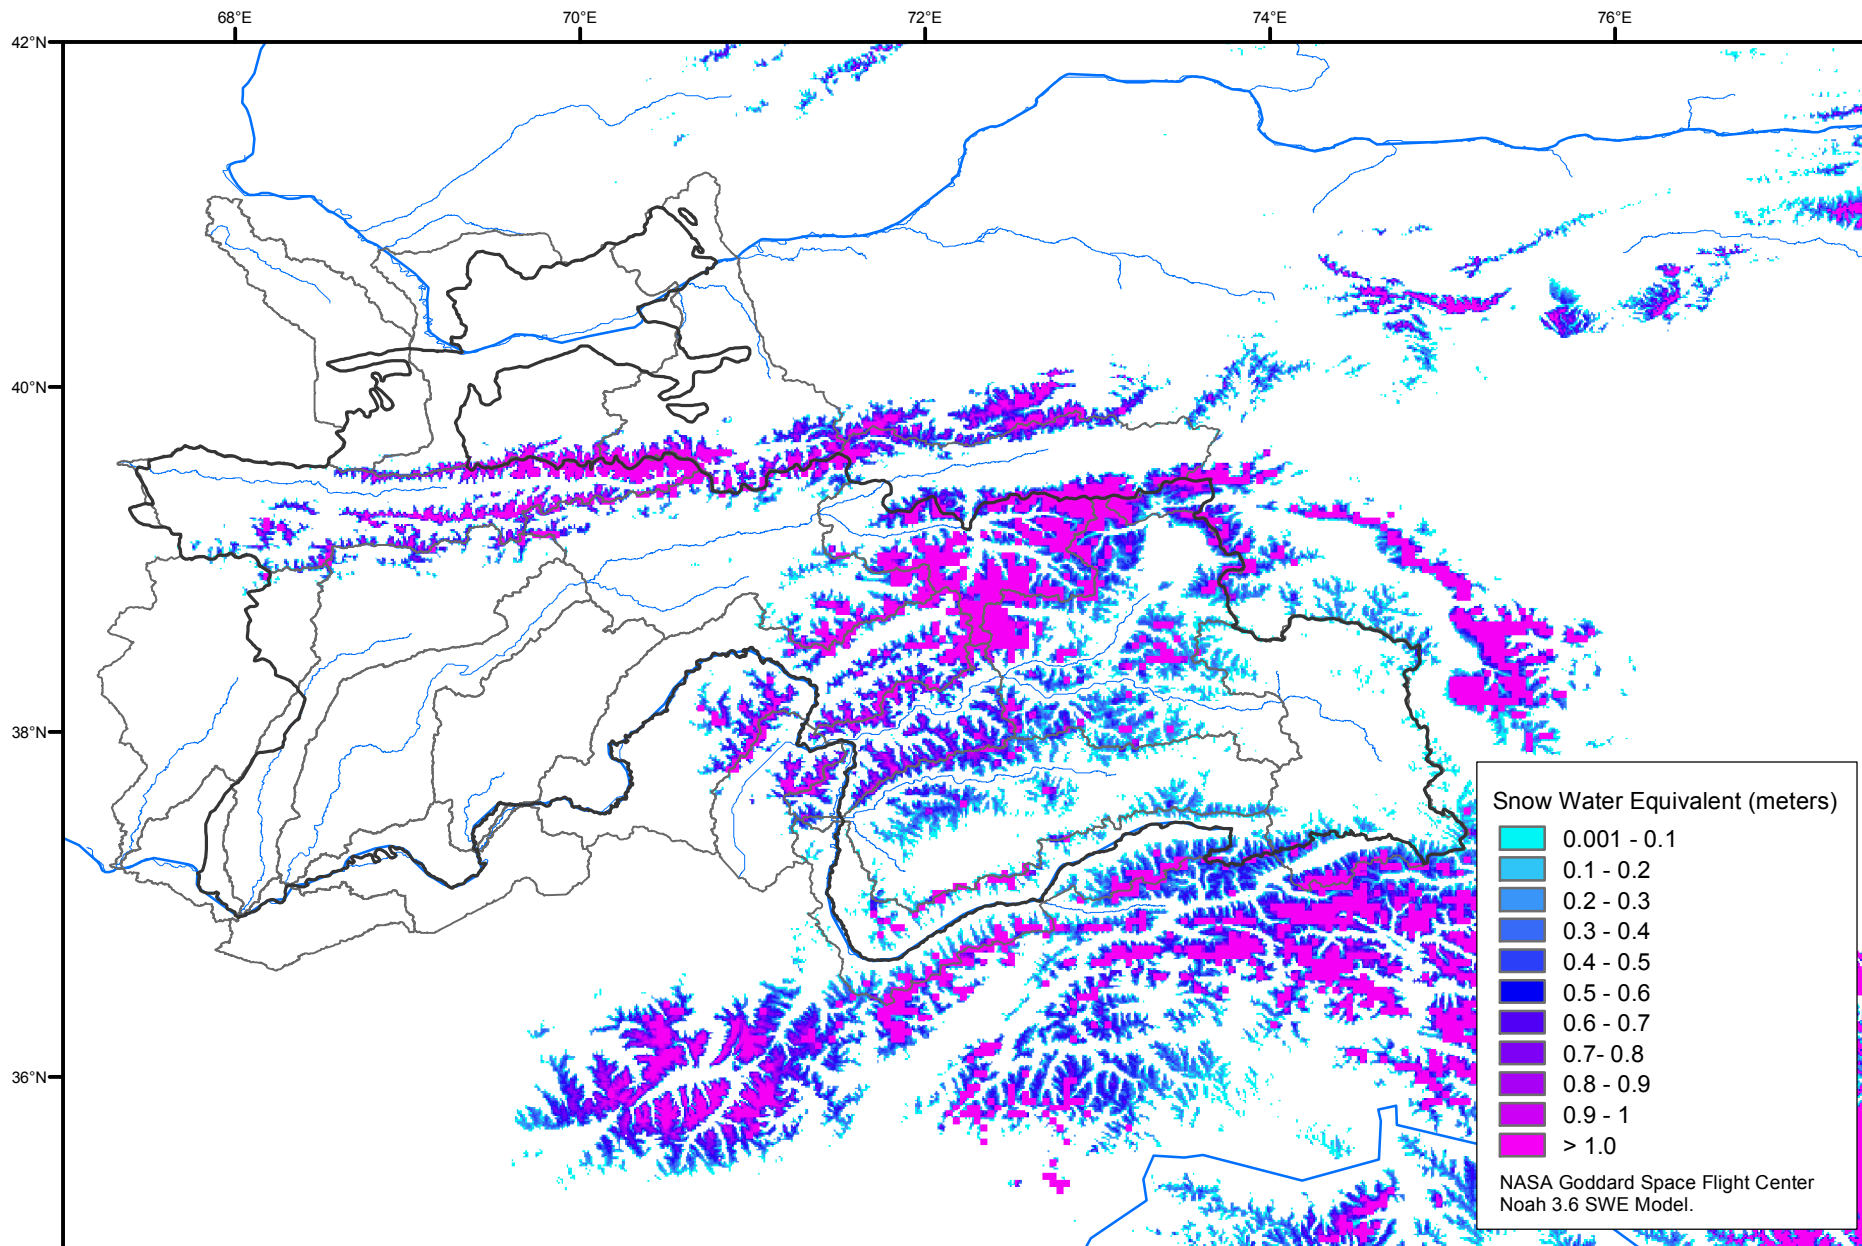 68°E
70°E
72°E
74°E
76°E
42°N
40°N
38°N
36°N
Snow Water Equivalent (meters)
0.001 - 0.1
0.1 - 0.2
0.2 - 0.3
0.3 - 0.4
0.4 - 0.5
0.5 - 0.6
0.6 - 0.7
0.7- 0.8
0.8 - 0.9
0.9 - 1
> 1.0
NASA Goddard Space Flight Center
Noah 3.6 SWE Model.